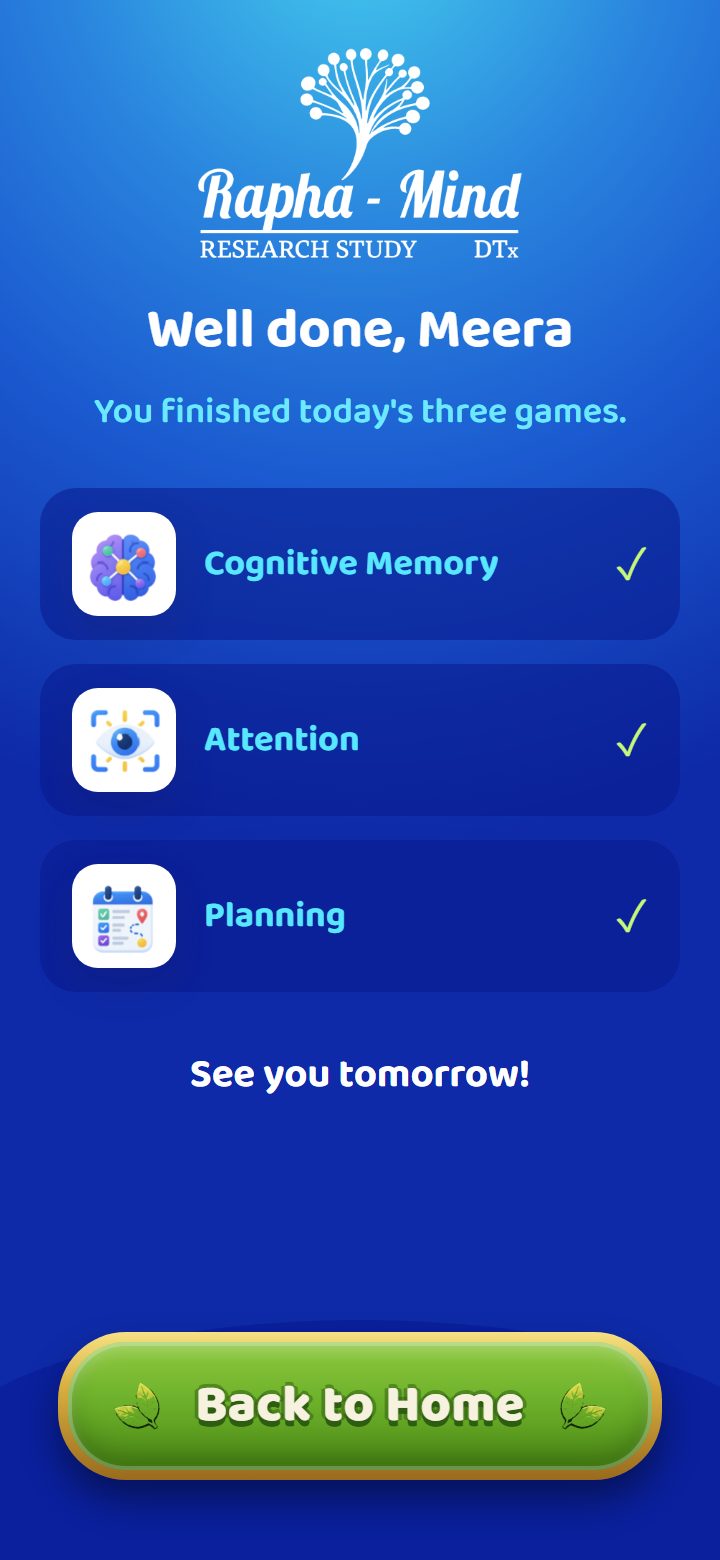 Rapha - Mind
RESEARCH STUDY DTx
Well done, Meera
You finished today's three games.
Cognitive Memory ✓
Attention ✓
Planning ✓
See you tomorrow!
Back to Home